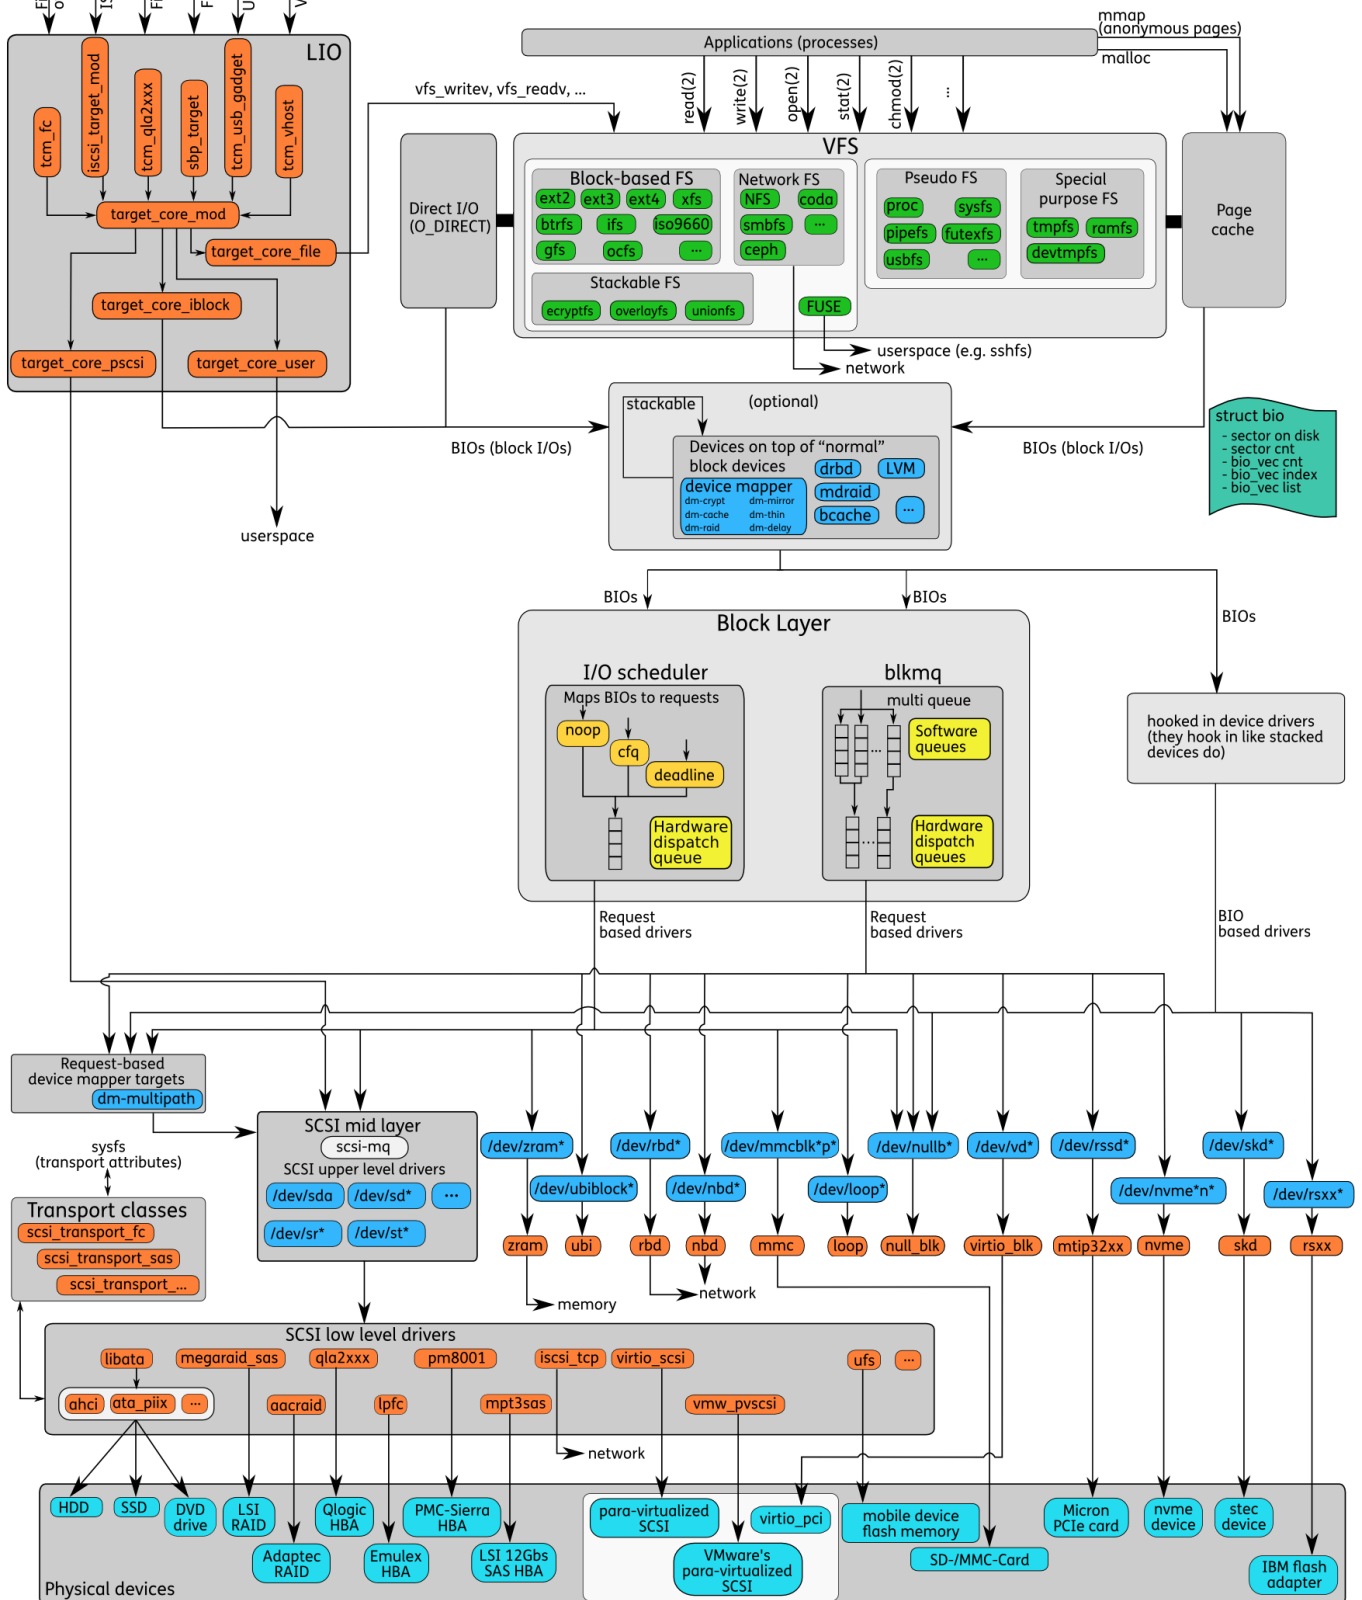 LIO
tcm_fc
iscsi_target_mod
tcm_qla2xxx
sbp_target
tcm_usb_gadget
tcm_vhost
target_core_mod
target_core_file
target_core_iblock
target_core_pscsi
target_core_user
userspace
vfs_writev, vfs_readv, ...
Applications (processes)
mmap
(anonymous pages)
malloc
read(2)
write(2)
open(2)
stat(2)
chmod(2)
...
Direct I/O
(O_DIRECT)
VFS
Block-based FS
ext2
ext3
ext4
xfs
btrfs
ifs
iso9660
gfs
ocfs
...
Network FS
NFS
coda
smbfs
...
ceph
Pseudo FS
proc
sysfs
pipefs
futexfs
usbfs
...
Special
purpose FS
tmpfs
ramfs
devtmpfs
Stackable FS
ecryptfs
overlayfs
unionfs
FUSE
userspace (e.g. sshfs)
network
Page
cache
stackable
(optional)
BIOs (block I/Os)
BIOs (block I/Os)
Devices on top of “normal”
block devices
drbd
LVM
device mapper
dm-crypt
dm-mirror
dm-cache
dm-thin
dm-raid
dm-delay
mdraid
bcache
...
struct bio
- sector on disk
- sector cnt
- bio_vec cnt
- bio_vec index
- bio_vec list
BIOs
BIOs
BIOs
Block Layer
I/O scheduler
Maps BIOs to requests
noop
cfq
deadline
Hardware
dispatch
queue
blkmq
multi queue
...
Software
queues
...
Hardware
dispatch
queues
hooked in device drivers
(they hook in like stacked
devices do)
Request
based drivers
Request
based drivers
BIO
based drivers
Request-based
device mapper targets
dm-multipath
sysfs
(transport attributes)
Transport classes
scsi_transport_fc
scsi_transport_sas
scsi_transport_...
SCSI mid layer
scsi-mq
SCSI upper level drivers
/dev/sda
/dev/sd*
...
/dev/sr*
/dev/st*
/dev/zram*
/dev/rbd*
/dev/mmcblk*p*
/dev/nullb*
/dev/vd*
/dev/rssd*
/dev/skd*
/dev/ubiblock*
/dev/nbd*
/dev/loop*
/dev/nvme*n*
/dev/rsxx*
zram
ubi
rbd
nbd
mmc
loop
null_blk
virtio_blk
mtip32xx
nvme
skd
rsxx
memory
network
SCSI low level drivers
libata
megaraid_sas
qla2xxx
pm8001
iscsi_tcp
virtio_scsi
ufs
...
ahci
ata_piix
...
aacraid
lpfc
mpt3sas
vmw_pvscsi
network
HDD
SSD
DVD
drive
LSI
RAID
Qlogic
HBA
PMC-Sierra
HBA
para-virtualized
SCSI
virtio_pci
mobile device
flash memory
Micron
PCIe card
nvme
device
stec
device
Adaptec
RAID
Emulex
HBA
LSI 12Gbs
SAS HBA
VMware's
para-virtualized
SCSI
SD-/MMC-Card
IBM flash
adapter
Physical devices